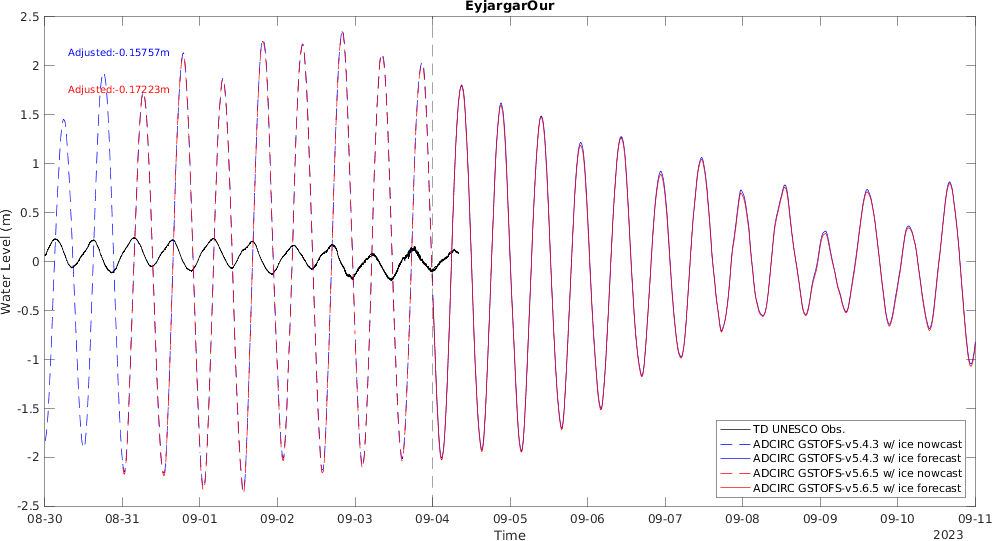 EyjargarOur
2.5
2
1.5
1
0.5
0
-0.5
-1
-1.5
-2
-2.5
Water Level (m)
Adjusted:-0.15757m
Adjusted:-0.17223m
TD UNESCO Obs.
ADCIRC GSTOFS-v5.4.3 w/ ice nowcast
ADCIRC GSTOFS-v5.4.3 w/ ice forecast
ADCIRC GSTOFS-v5.6.5 w/ ice nowcast
ADCIRC GSTOFS-v5.6.5 w/ ice forecast
08-30 08-31 09-01 09-02 09-03 09-04 09-05 09-06 09-07 09-08 09-09 09-10 09-11
Time
2023